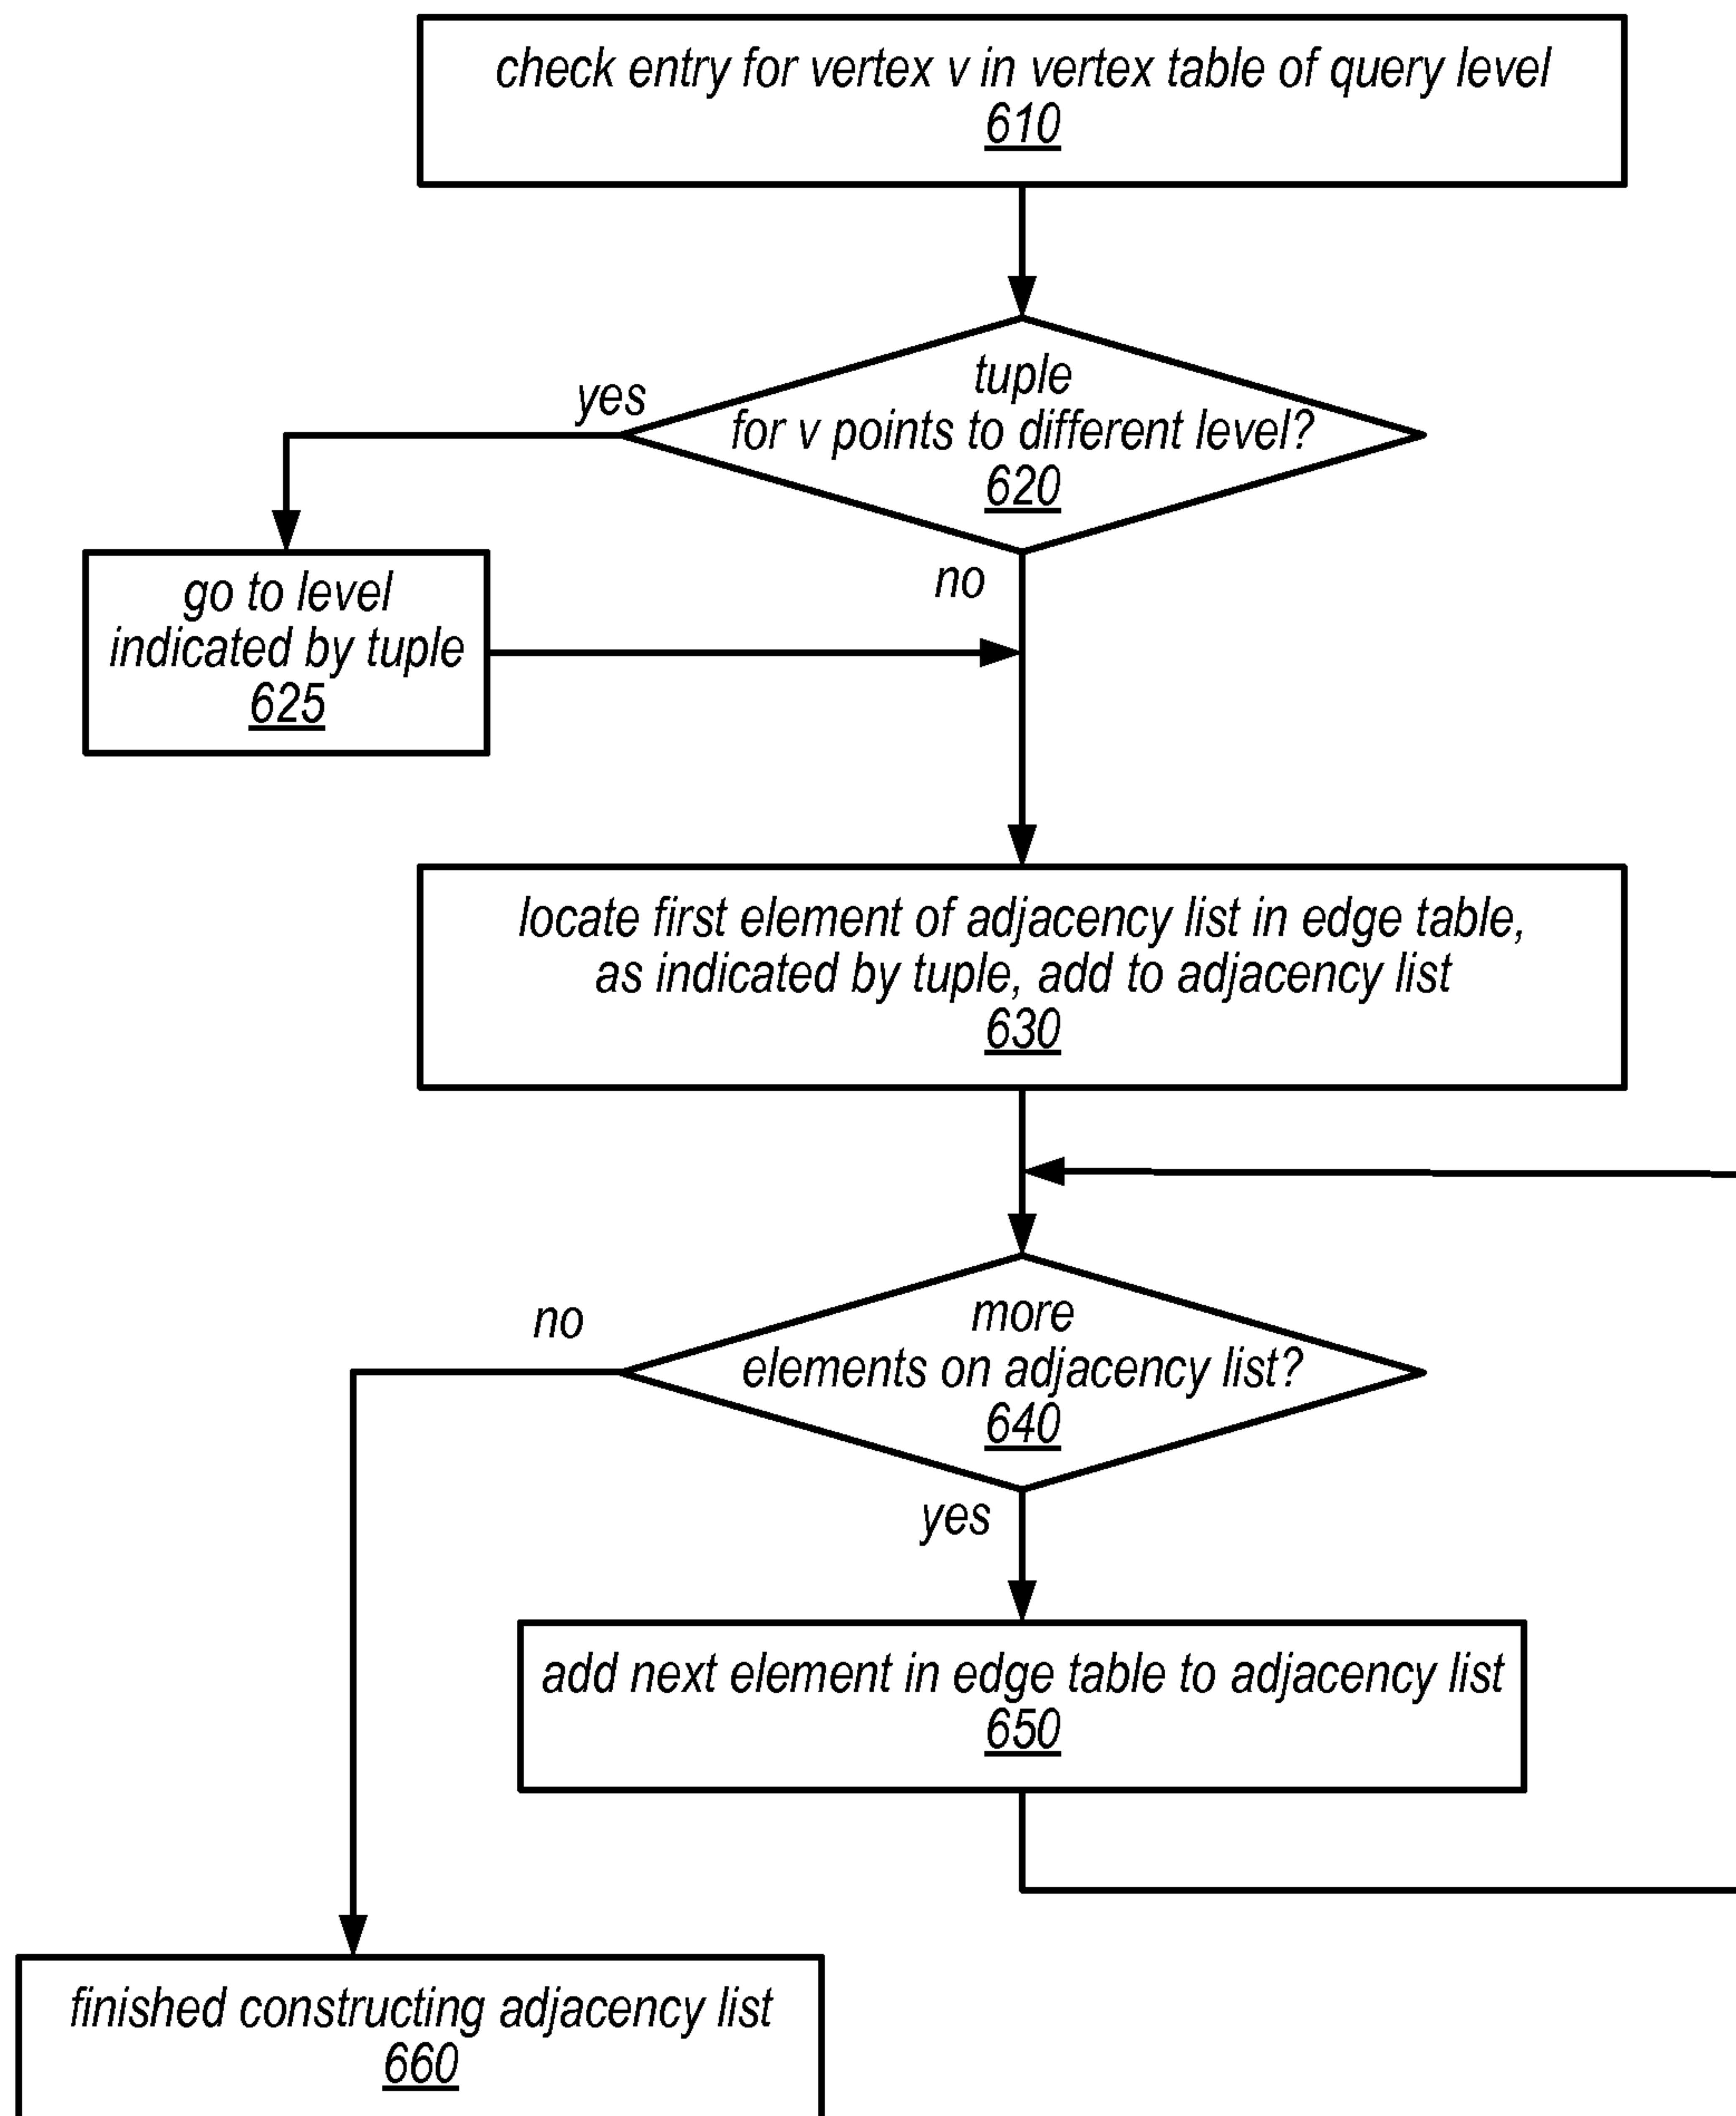 check entry for vertex v in vertex table of query level
610
tuple
for v points to different level?
620
yes
no
go to level
indicated by tuple
625
locate first element of adjacency list in edge table,
as indicated by tuple, add to adjacency list
630
more
elements on adjacency list?
640
no
yes
add next element in edge table to adjacency list
650
finished constructing adjacency list
660